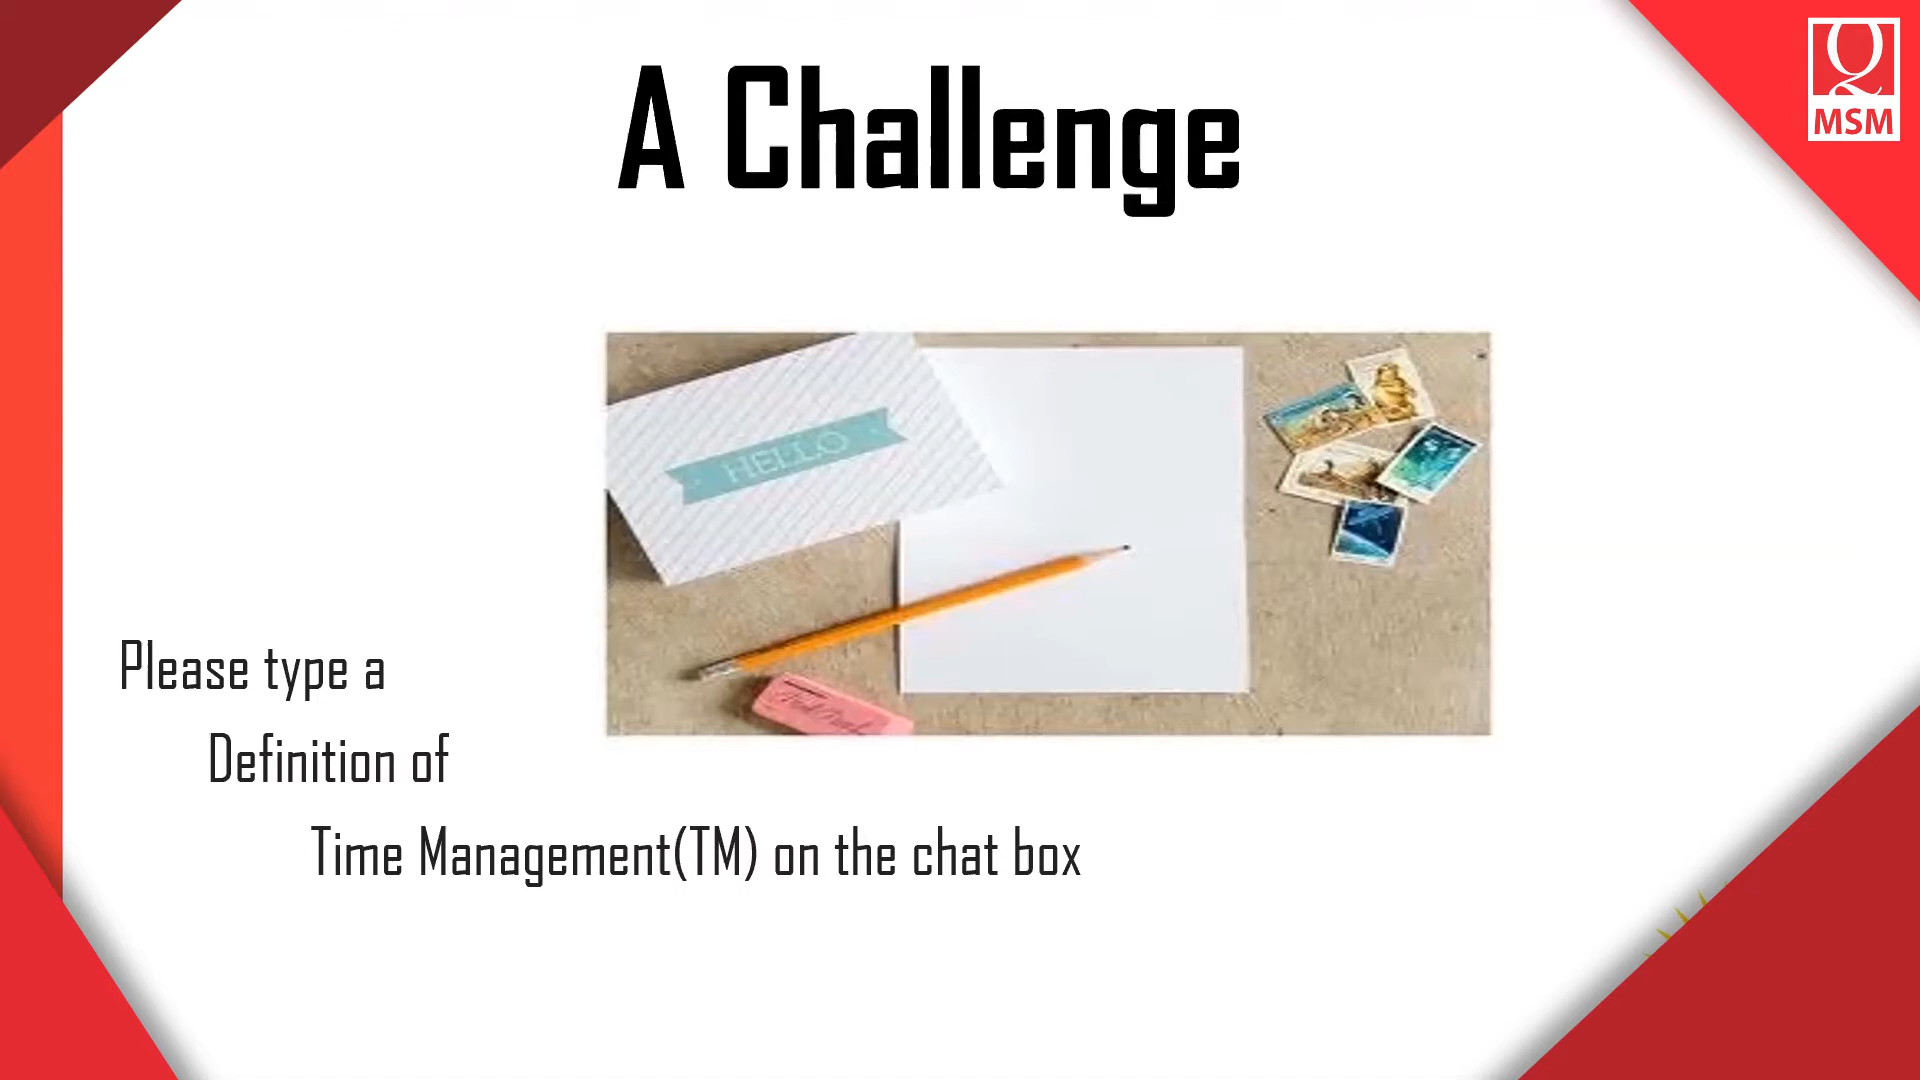 A Challenge
Q
MSM
HELLO
Please type a
Definition of
Time Management(TM) on the chat box